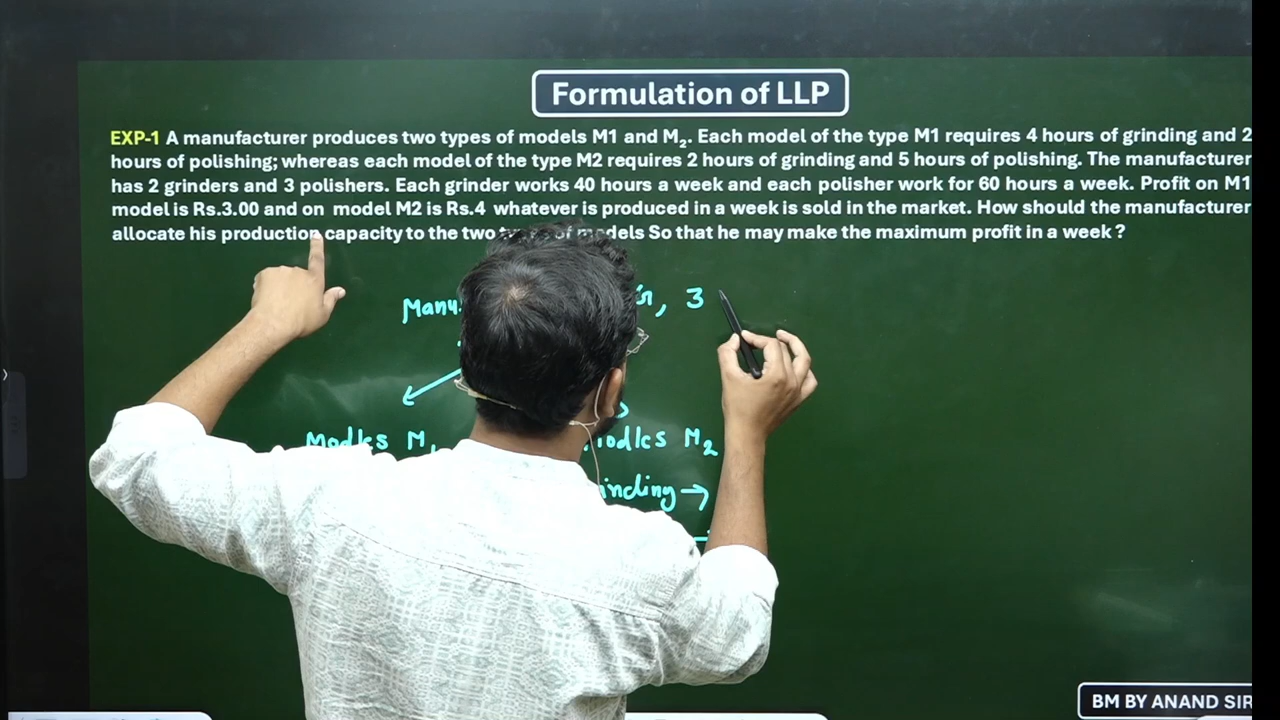 Formulation of LLP
EXP-1 A manufacturer produces two types of models M1 and M₂. Each model of the type M1 requires 4 hours of grinding and 2
hours of polishing; whereas each model of the type M2 requires 2 hours of grinding and 5 hours of polishing. The manufacturer
has 2 grinders and 3 polishers. Each grinder works 40 hours a week and each polisher work for 60 hours a week. Profit on M1
model is Rs.3.00 and on model M2 is Rs.4 whatever is produced in a week is sold in the market. How should the manufacturer
allocate his production capacity to the two types of models So that he may make the maximum profit in a week ?
, 3
M₁ M₂
BM BY ANAND SIR